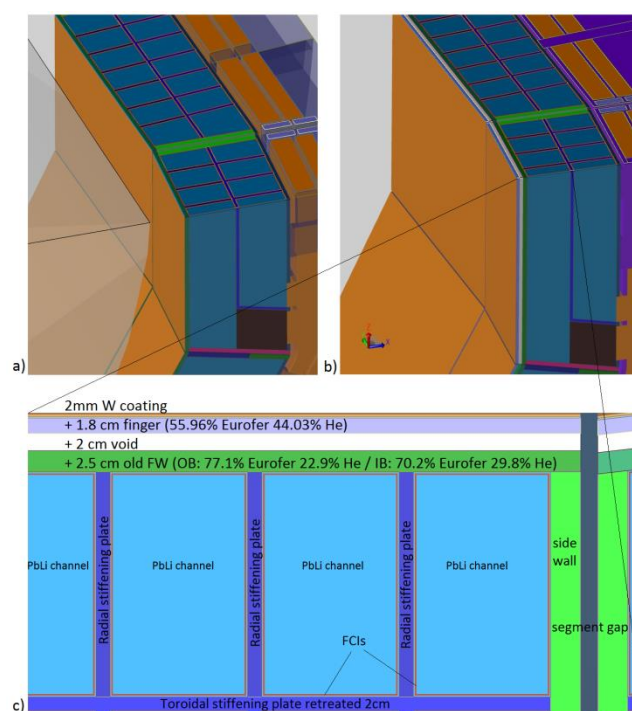 a)
b)
2mm W coating
+ 1.8 cm finger (55.96% Eurofer 44.03% He)
+ 2 cm void
+ 2.5 cm old FW (OB: 77.1% Eurofer 22.9% He / IB: 70.2% Eurofer 29.8% He)
PbLi channel
Radial stiffening plate
PbLi channel
Radial stiffening plate
PbLi channel
Radial stiffening plate
PbLi channel
side
wall
segment gap
FCIs
c)
Toroidal stiffening plate retreated 2cm